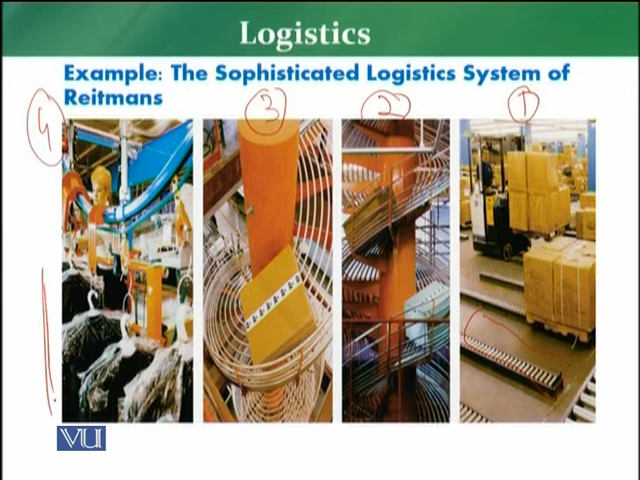 Logistics
Example: The Sophisticated Logistics System of
Reitmans
4 3 2 1
VU